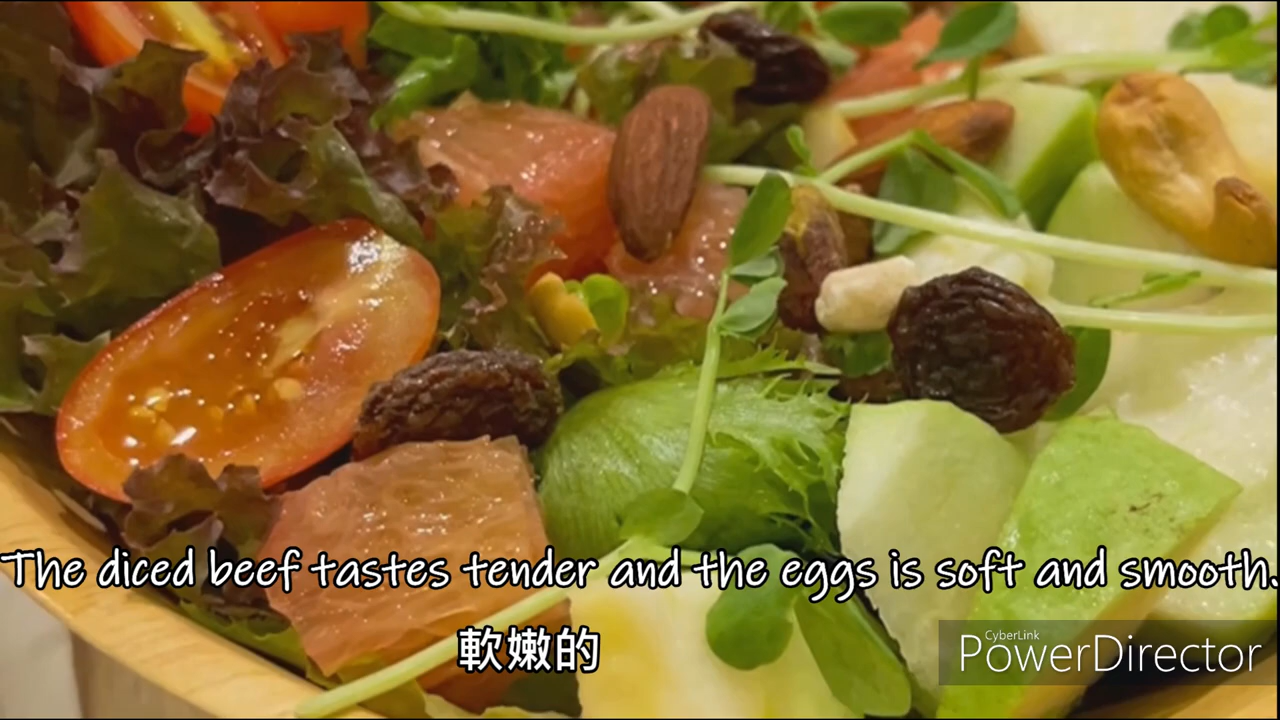 The diced beef tastes tender and the eggs is soft and smooth.
軟嫩的
CyberLink
PowerDirector